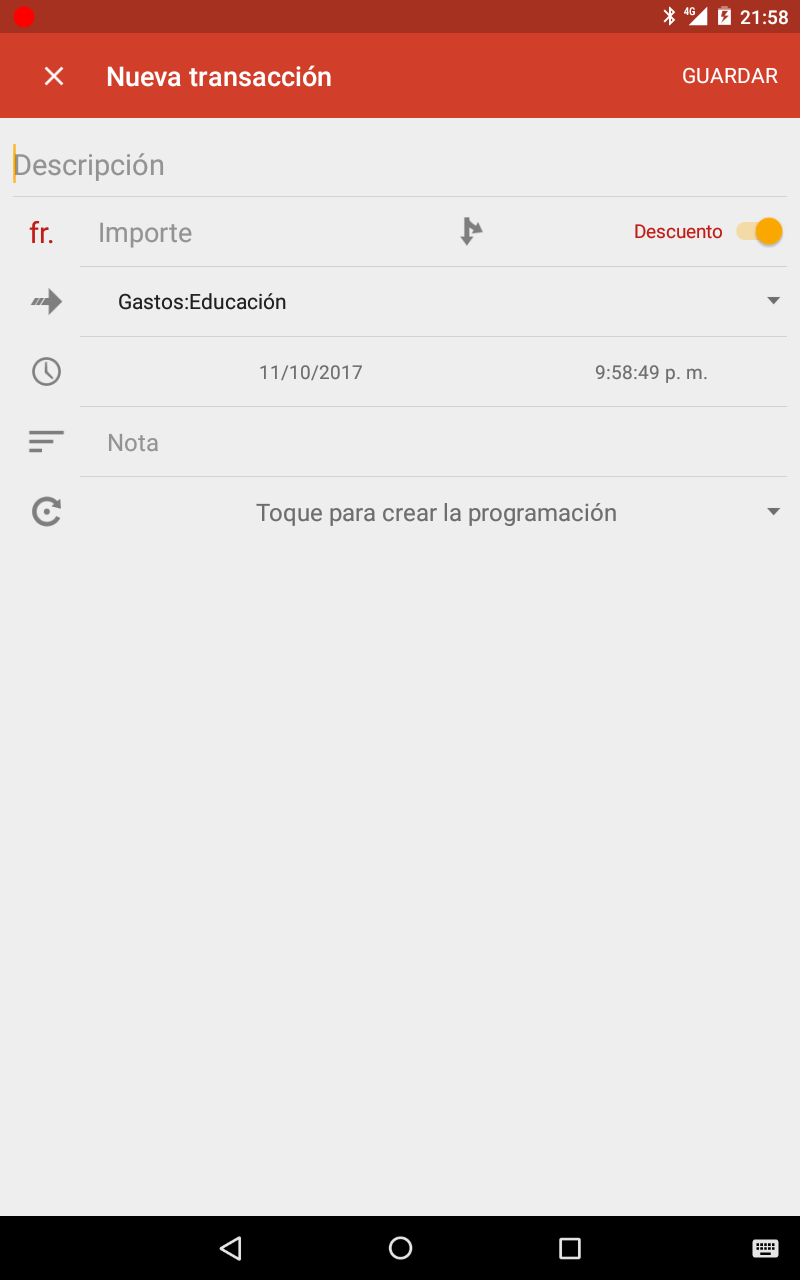 4G 21:58
Nueva transacción GUARDAR
Descripción
fr. Importe Descuento
Gastos:Educación
11/10/2017 9:58:49 p. m.
Nota
Toque para crear la programación